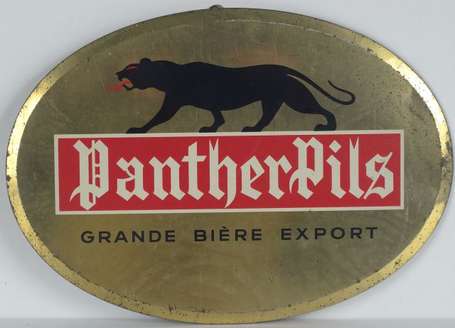 PantherPils
GRANDE BIÈRE EXPORT